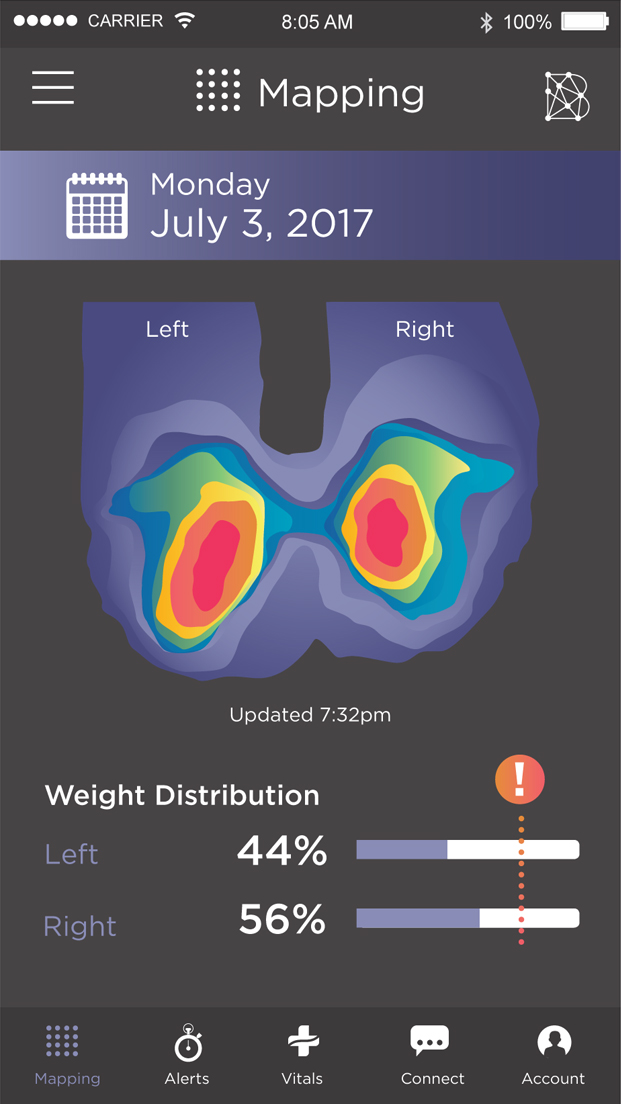 CARRIER 8:05 AM 100%
Mapping
Monday
July 3, 2017
Left Right
Updated 7:32pm
!
Weight Distribution
Left 44%
Right 56%
Mapping Alerts Vitals Connect Account